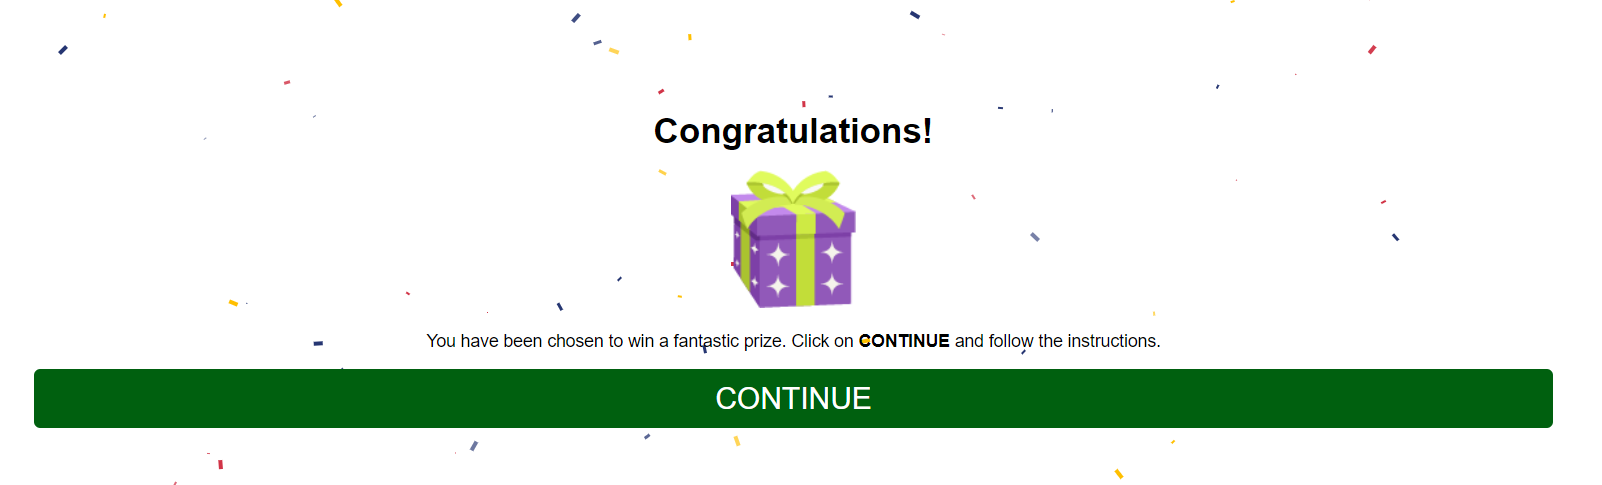 Congratulations!
You have been chosen to win a fantastic prize. Click on CONTINUE and follow the instructions.
CONTINUE